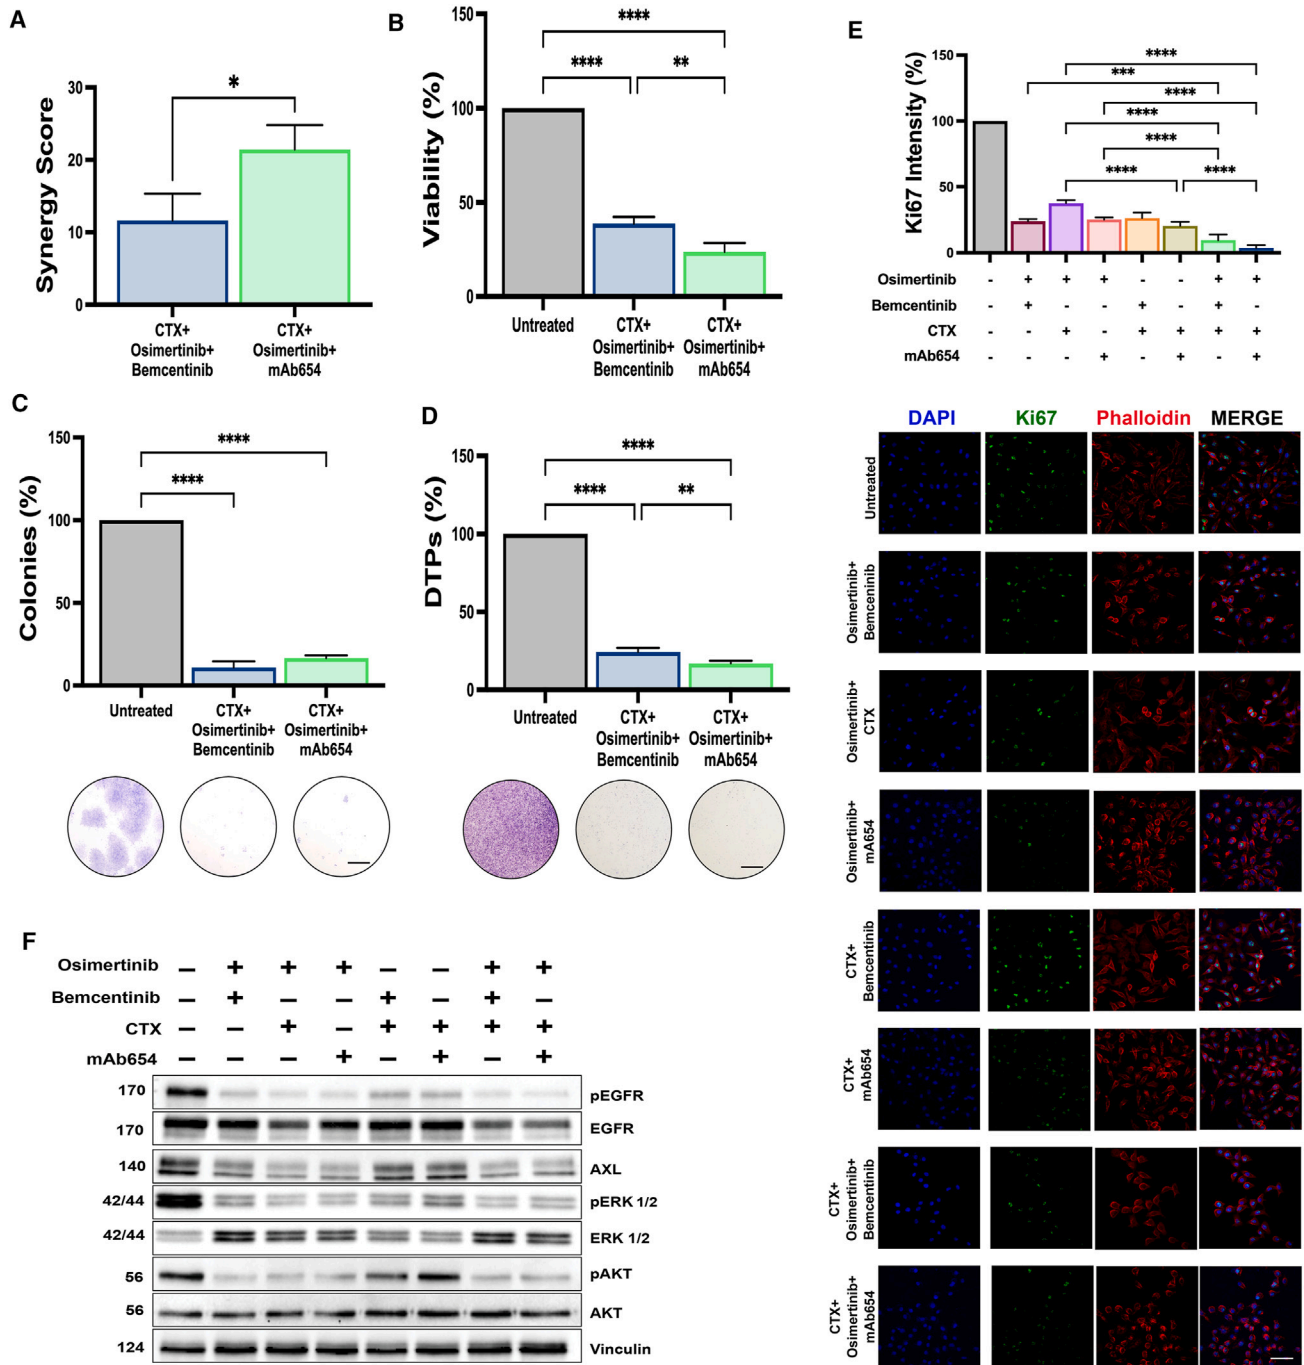 A
Synergy Score
30
20
10
0
*
CTX+
Osimertinib+
Bemcentinib
CTX+
Osimertinib+
mAb654
B
Viability (%)
150
100
50
0
****
****
**
Untreated
CTX+
Osimertinib+
Bemcentinib
CTX+
Osimertinib+
mAb654
C
Colonies (%)
150
100
50
0
****
****
Untreated
CTX+
Osimertinib+
Bemcentinib
CTX+
Osimertinib+
mAb654
D
DTPs (%)
150
100
50
0
****
****
**
Untreated
CTX+
Osimertinib+
Bemcentinib
CTX+
Osimertinib+
mAb654
E
Ki67 Intensity (%)
150
100
50
0
****
***
****
****
****
**** ****
Osimertinib - + + + - - + +
Bemcentinib - + - - + - + -
CTX - - + - + + + +
mAb654 - - - + - + - +
DAPI Ki67 Phalloidin MERGE
Untreated
Osimertinib+
Bemceninib
Osimertinib+
CTX
Osimertinib+
mA654
CTX+
Bemcentinib
CTX+
mAb654
CTX+
Osimertinib+
Bemcentinib
CTX+
Osimertinib+
mAb654
F
Osimertinib – + + + – – + +
Bemcentinib – + – – + – + –
CTX – – + – + + + +
mAb654 – – – + – + – +
170 pEGFR
170 EGFR
140 AXL
42/44 pERK 1/2
42/44 ERK 1/2
56 pAKT
56 AKT
124 Vinculin